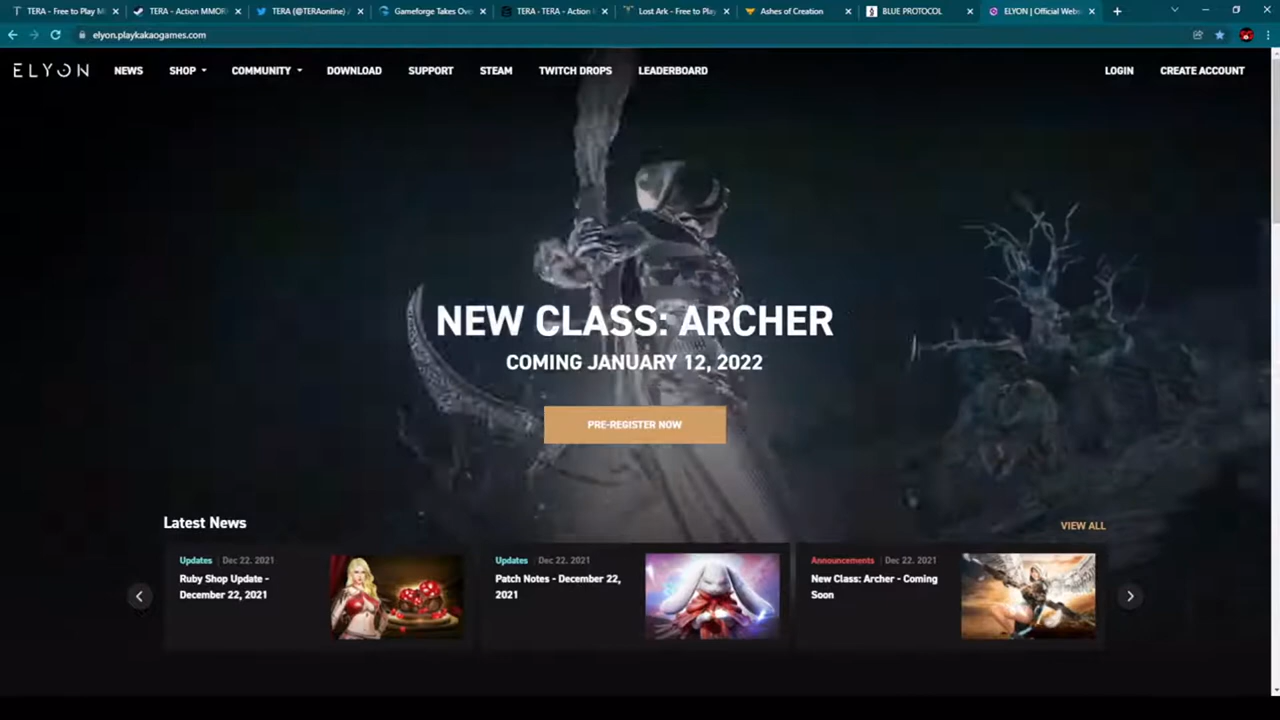 TERA - Free to Play M
TERA - Action MMOR
TERA (@TERAonline) /
Gameforge Takes Ove
TERA - TERA - Action M
Lost Ark - Free to Play
Ashes of Creation
BLUE PROTOCOL
ELYON | Official Webs
elyon.playkakaogames.com
ELYON
NEWS
SHOP
COMMUNITY
DOWNLOAD
SUPPORT
STEAM
TWITCH DROPS
LEADERBOARD
LOGIN
CREATE ACCOUNT
NEW CLASS: ARCHER
COMING JANUARY 12, 2022
PRE-REGISTER NOW
Latest News
VIEW ALL
Updates | Dec 22. 2021
Ruby Shop Update -
December 22, 2021
Updates | Dec 22. 2021
Patch Notes - December 22,
2021
Announcements | Dec 22. 2021
New Class: Archer - Coming
Soon